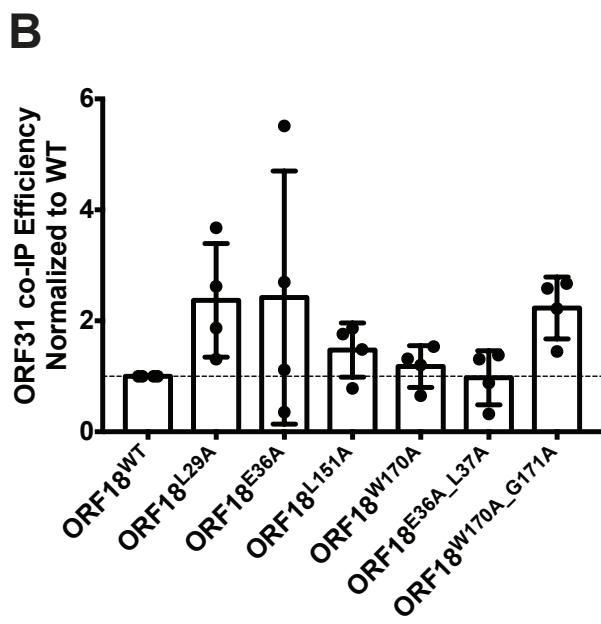 B
ORF31 co-IP Efficiency
Normalized to WT
6
4
2
0
ORF18WT
ORF18L29A
ORF18E36A
ORF18L151A
ORF18W170A
ORF18E36A_L37A
ORF18W170A_G171A